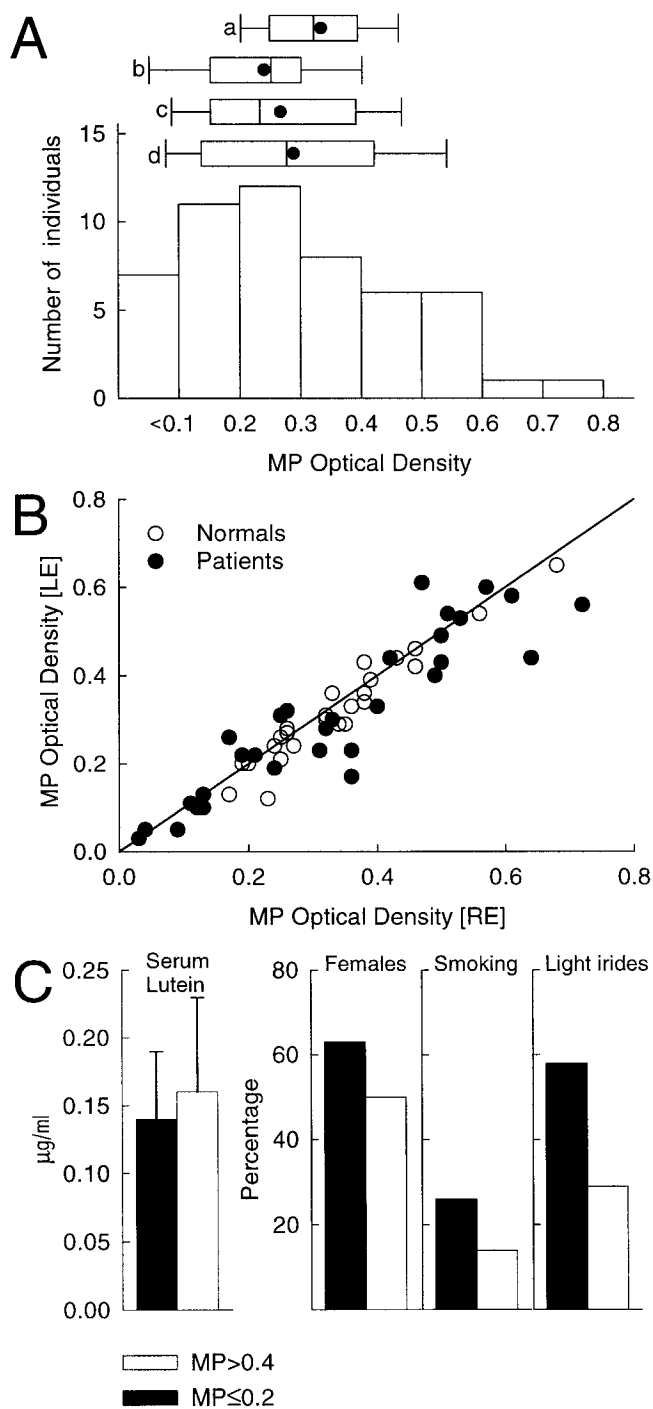 A
a
b
c
d
15
10
5
0
Number of individuals
<0.1 0.2 0.3 0.4 0.5 0.6 0.7 0.8
MP Optical Density
B
Normals
Patients
0.8
0.6
0.4
0.2
0.0
MP Optical Density [LE]
0.0 0.2 0.4 0.6 0.8
MP Optical Density [RE]
C
Serum
Lutein
0.25
0.20
0.15
0.10
0.05
0.00
µg/ml
Females Smoking Light irides
80
60
40
20
Percentage
MP>0.4
MP≤0.2